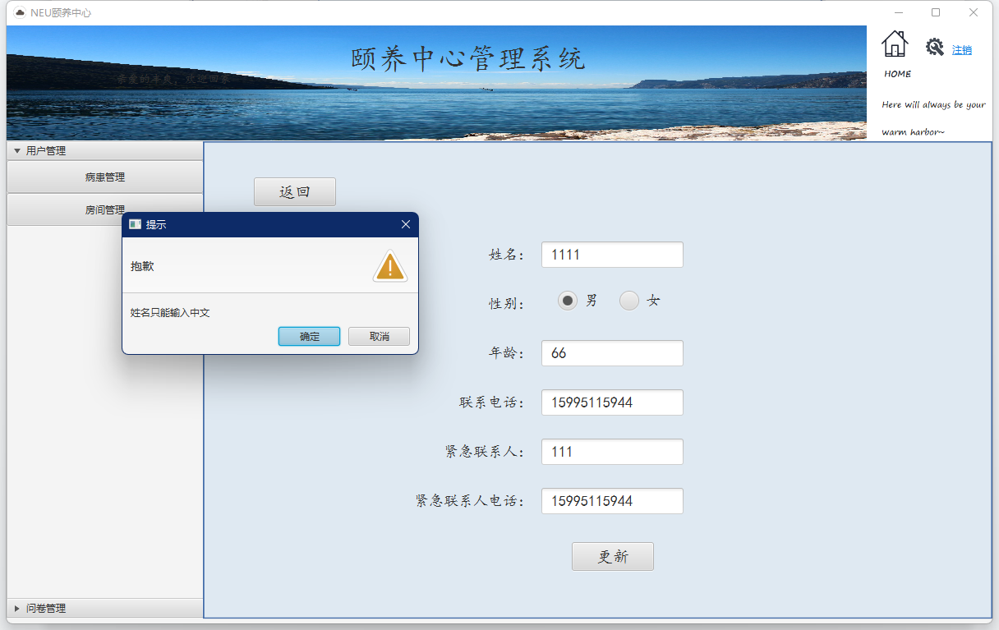 NEU颐养中心
颐养中心管理系统
亲爱的本良，欢迎回家
注销
HOME
Here will always be your
warm harbor~
用户管理
病患管理
房间管理
返回
提示
抱歉
姓名只能输入中文
确定
取消
姓名：
1111
性别：
男
女
年龄：
66
联系电话：
15995115944
紧急联系人：
111
紧急联系人电话：
15995115944
更新
问卷管理